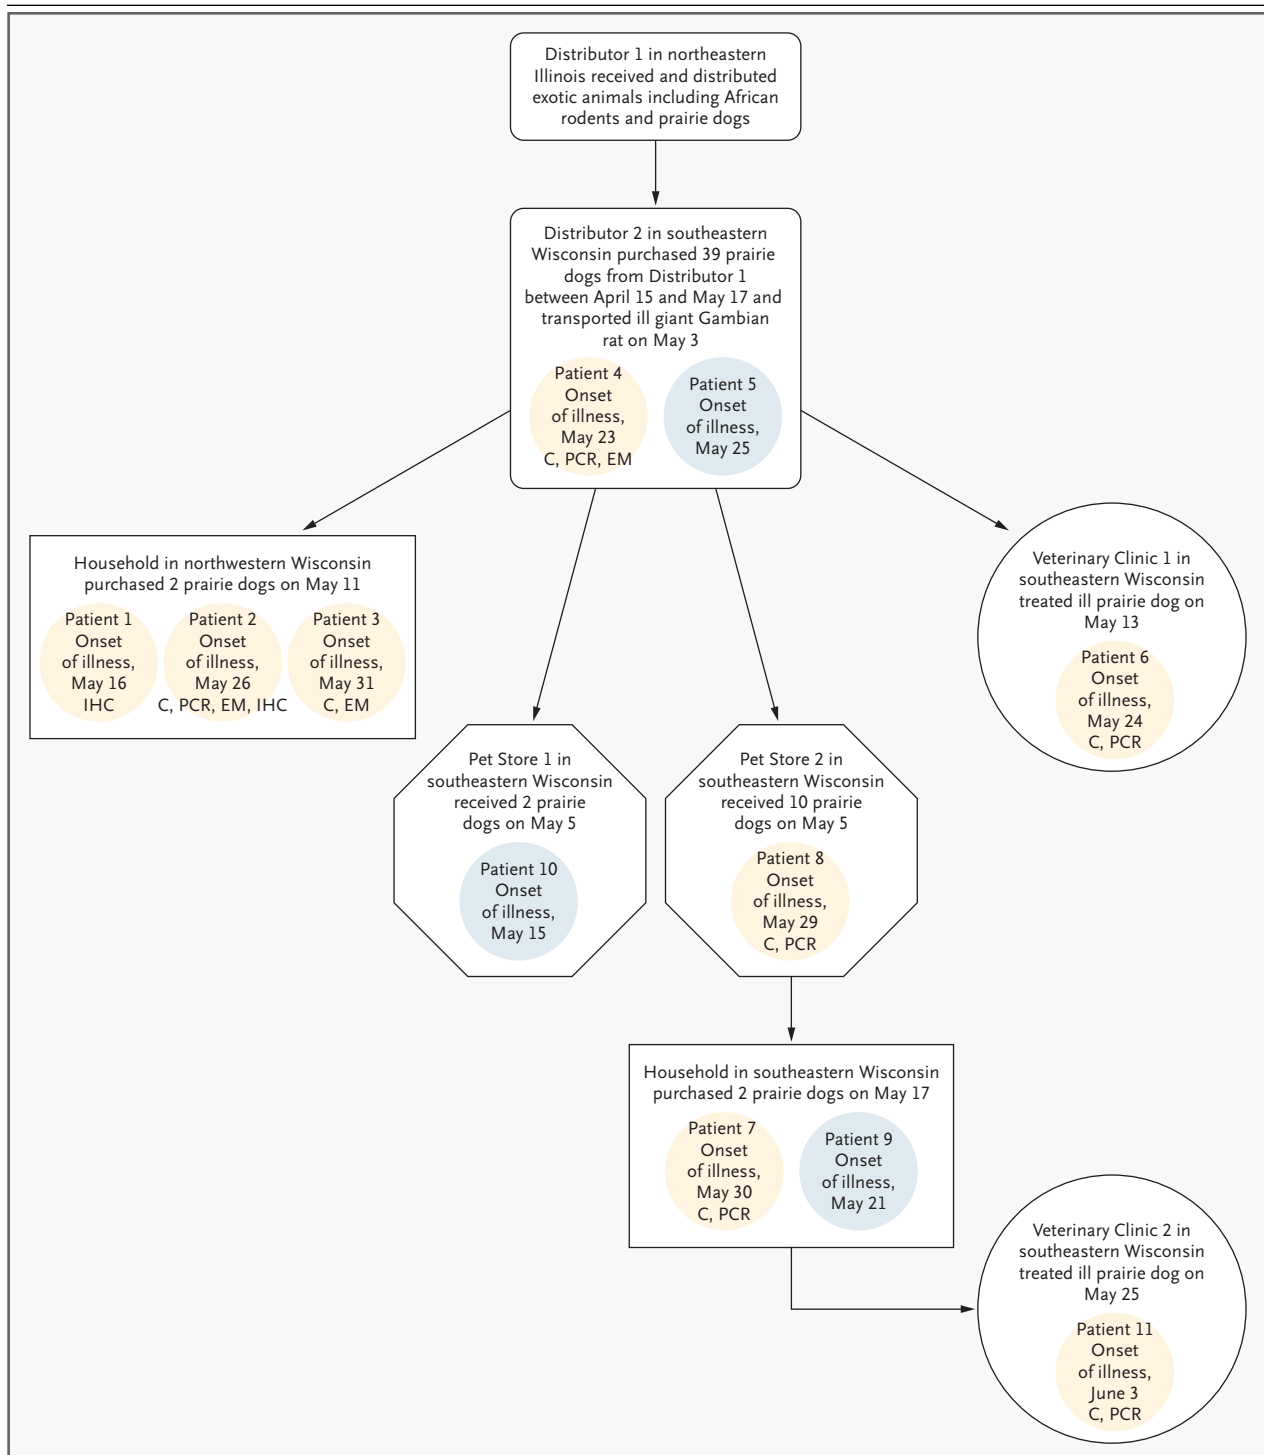 Distributor 1 in northeastern
Illinois received and distributed
exotic animals including African
rodents and prairie dogs
Distributor 2 in southeastern
Wisconsin purchased 39 prairie
dogs from Distributor 1
between April 15 and May 17 and
transported ill giant Gambian
rat on May 3
Patient 4
Onset
of illness,
May 23
C, PCR, EM
Patient 5
Onset
of illness,
May 25
Household in northwestern Wisconsin
purchased 2 prairie dogs on May 11
Patient 1
Onset
of illness,
May 16
IHC
Patient 2
Onset
of illness,
May 26
C, PCR, EM, IHC
Patient 3
Onset
of illness,
May 31
C, EM
Veterinary Clinic 1 in
southeastern Wisconsin
treated ill prairie dog on
May 13
Patient 6
Onset
of illness,
May 24
C, PCR
Pet Store 1 in
southeastern Wisconsin
received 2 prairie
dogs on May 5
Patient 10
Onset
of illness,
May 15
Pet Store 2 in
southeastern Wisconsin
received 10 prairie
dogs on May 5
Patient 8
Onset
of illness,
May 29
C, PCR
Household in southeastern Wisconsin
purchased 2 prairie dogs on May 17
Patient 7
Onset
of illness,
May 30
C, PCR
Patient 9
Onset
of illness,
May 21
Veterinary Clinic 2 in
southeastern Wisconsin
treated ill prairie dog on
May 25
Patient 11
Onset
of illness,
June 3
C, PCR